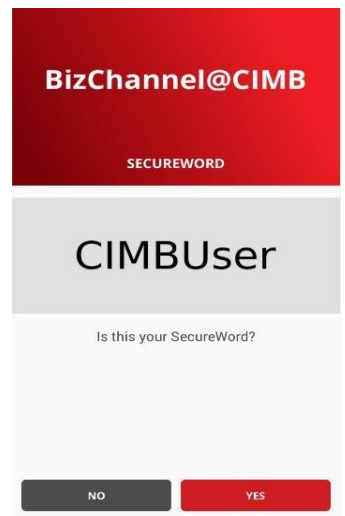 BizChannel@CIMB
SECUREWORD
CIMBUser
Is this your SecureWord?
NO
YES